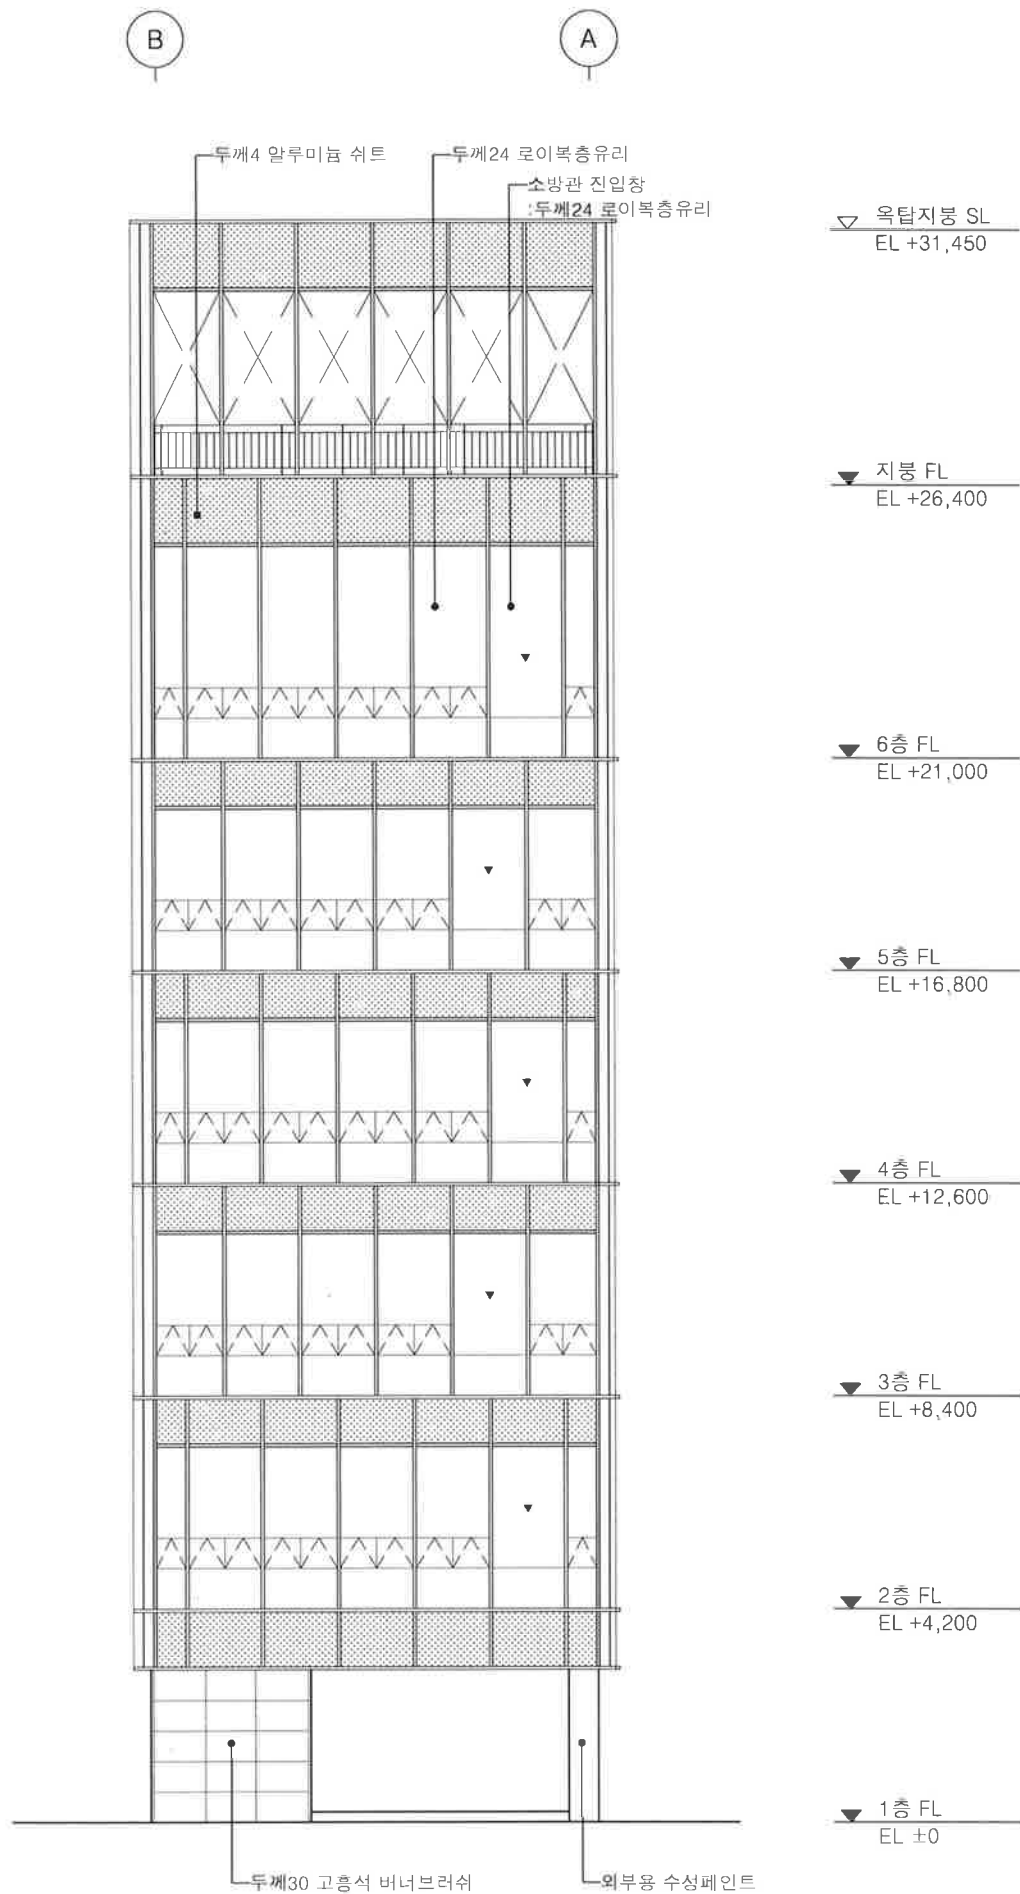 B
A
두께4 알루미늄 쉬트
두께24 로이복층유리
소방관 진입창
:두께24 로이복층유리
옥탑지붕 SL
EL +31,450
지붕 FL
EL +26,400
6층 FL
EL +21,000
5층 FL
EL +16,800
4층 FL
EL +12,600
3층 FL
EL +8,400
2층 FL
EL +4,200
1층 FL
EL ±0
두께30 고흥석 버너브러쉬
외부용 수성페인트